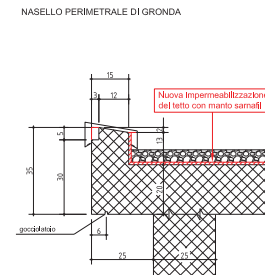 NASELLO PERIMETRALE DI GRONDA
15
3 12
Nuova Impermeabilizzazione
del tetto con manto sarnafil
5
2
13
35
30
20
gocciolatoio
6
25 25